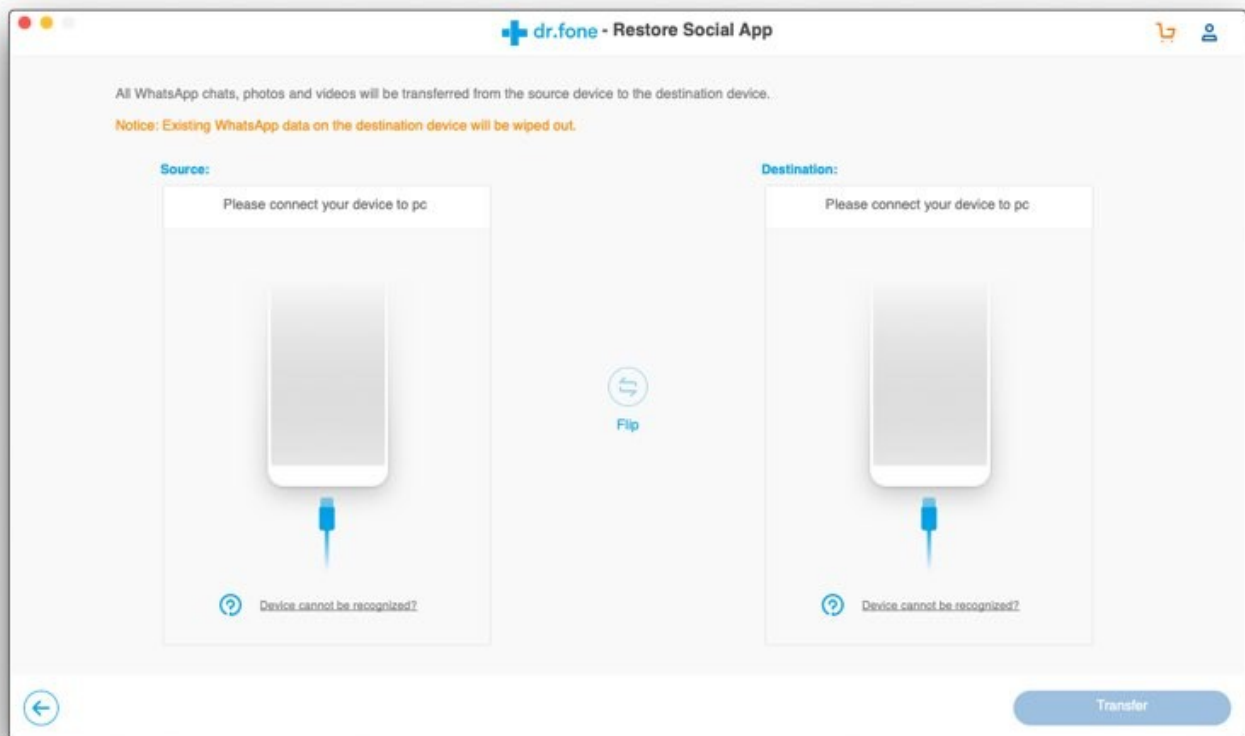 dr.fone - Restore Social App
All WhatsApp chats, photos and videos will be transferred from the source device to the destination device.
Notice: Existing WhatsApp data on the destination device will be wiped out.
Source:
Please connect your device to pc
Device cannot be recognized?
Flip
Destination:
Please connect your device to pc
Device cannot be recognized?
Transfer